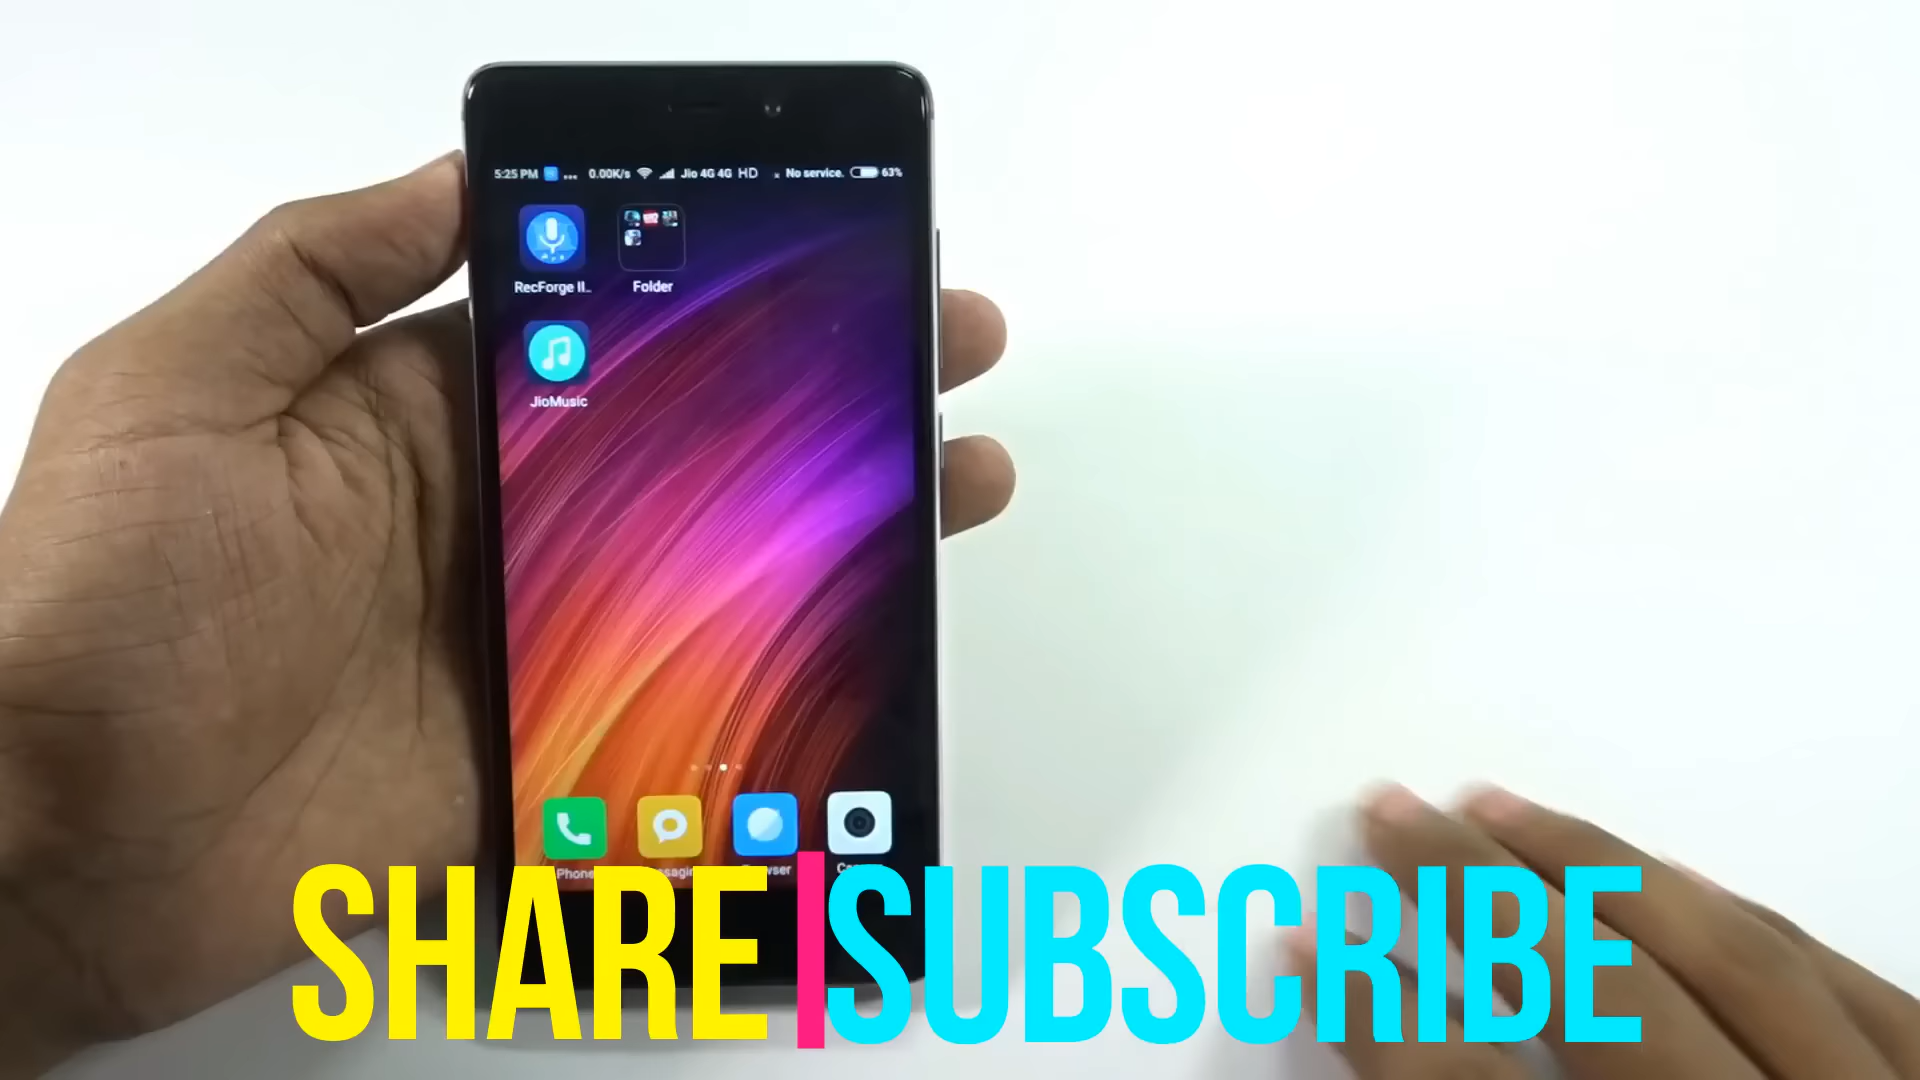 5:25 PM ... 0.00K/s Jio 4G 4G HD x No service. 63%
RecForge II.. Folder
JioMusic
Phone
SHARE|SUBSCRIBE